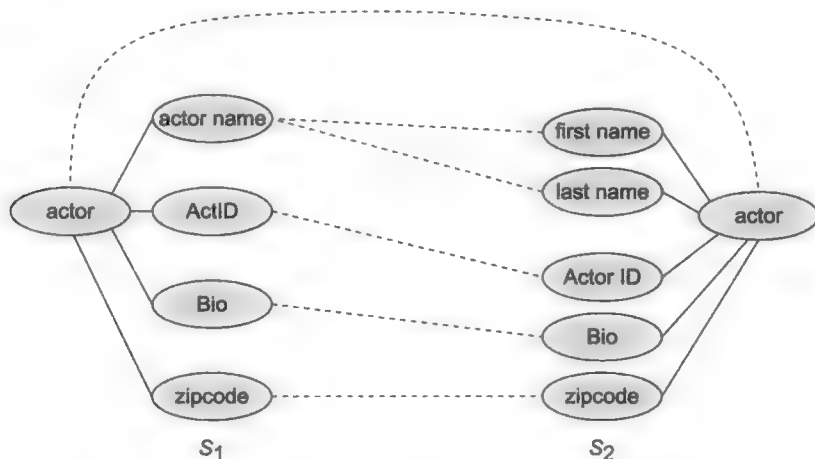 actor name
first name
last name
actor
ActID
actor
Actor ID
Bio
Bio
zipcode
zipcode
S1
S2